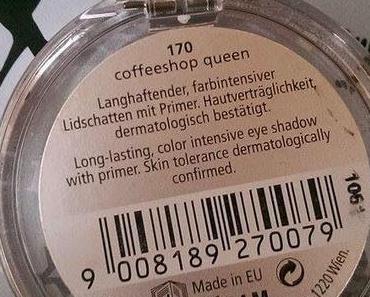 170
coffeeshop queen
Langhaftender, farbintensiver
Lidschatten mit Primer. Hautverträglichkeit
dermatologisch bestätigt.
Long-lasting, color intensive eye shadow
with primer. Skin tolerance dermatologically
confirmed.
9 008189 270079
Made in EU
1220 Wien.